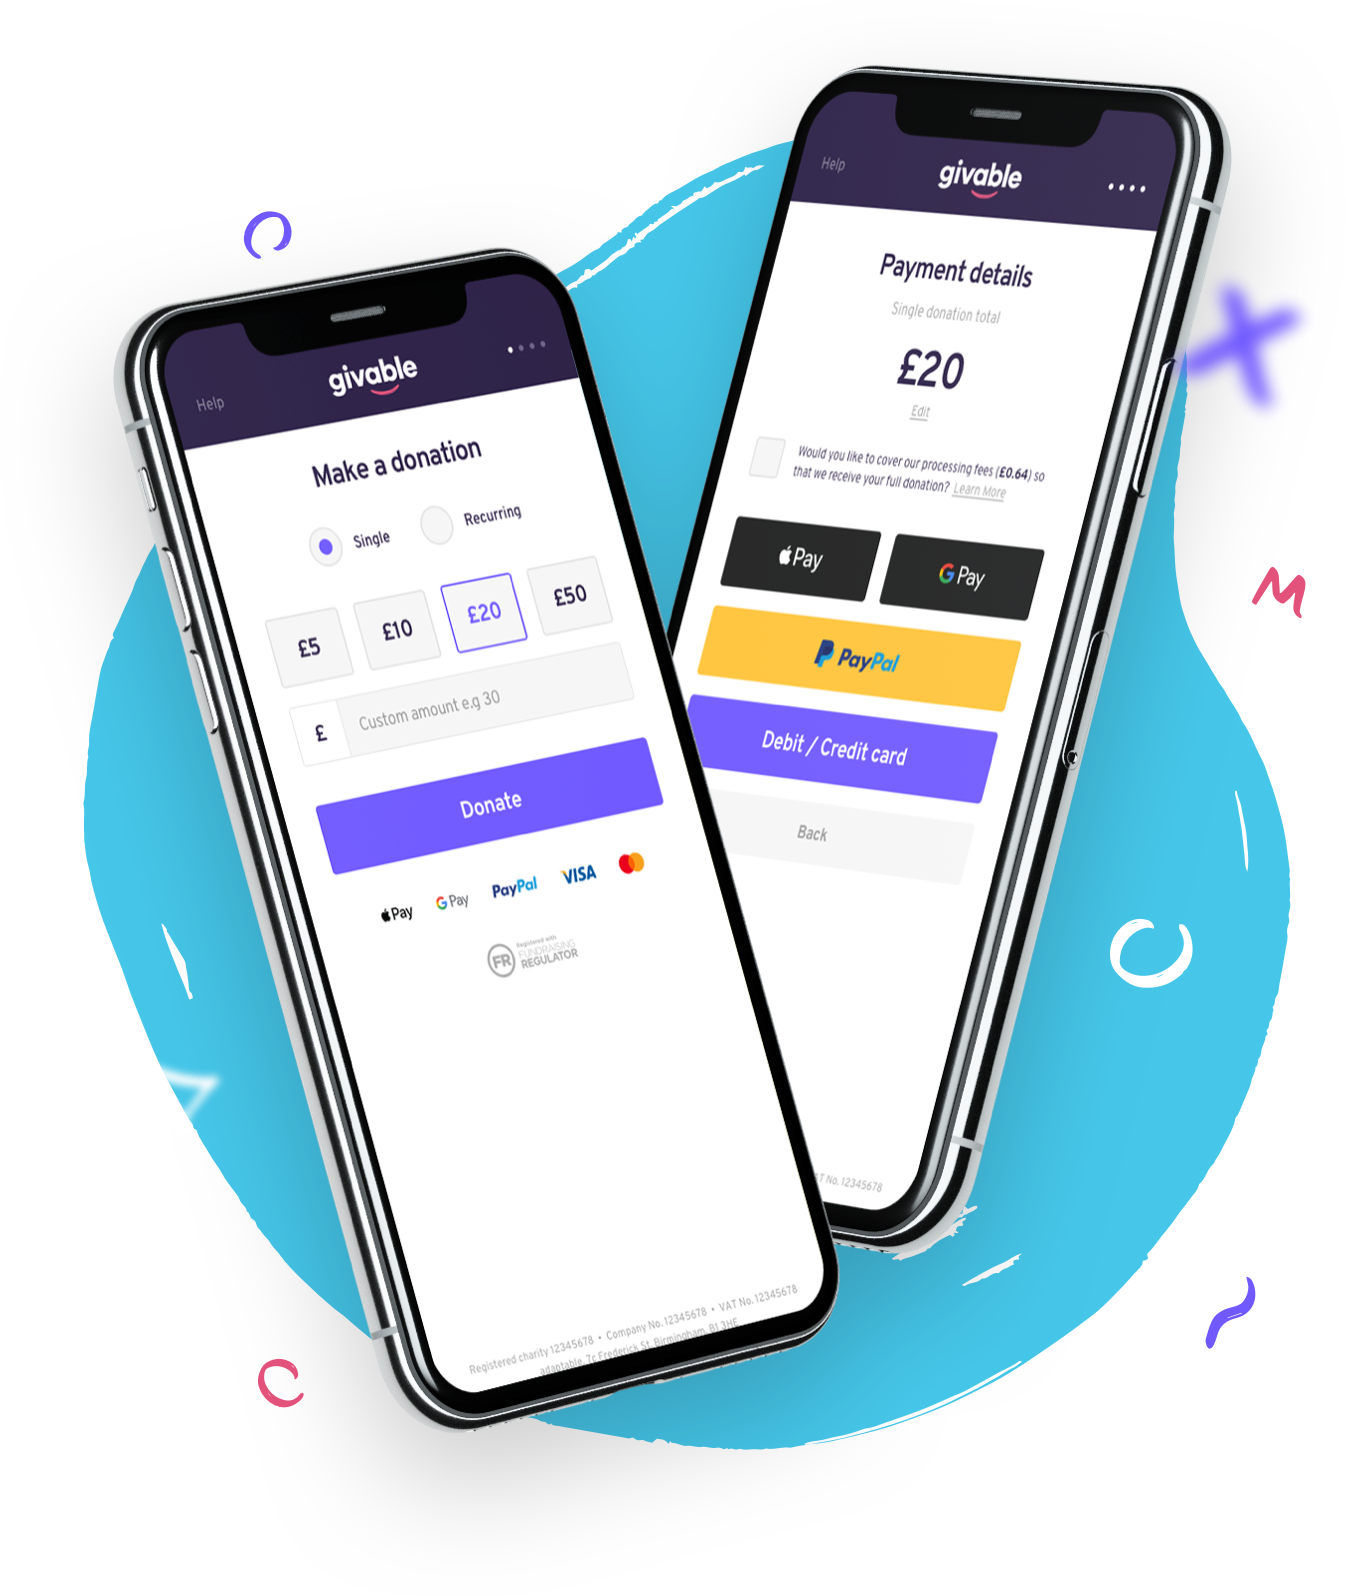 Help
givable
Make a donation
Single
Recurring
£5
£10
£20
£50
£
Custom amount e.g 30
Donate
Pay
G Pay
PayPal
VISA
FR
Registered with
FUNDRAISING
REGULATOR
Registered charity 12345678 • Company No. 12345678 • VAT No. 12345678
adaptable, 7c Frederick St, Birmingham, B1 3HE
Help
givable
Payment details
Single donation total
£20
Edit
Would you like to cover our processing fees (£0.64) so
that we receive your full donation? Learn More
Pay
G Pay
PayPal
Debit / Credit card
Back
No. 12345678